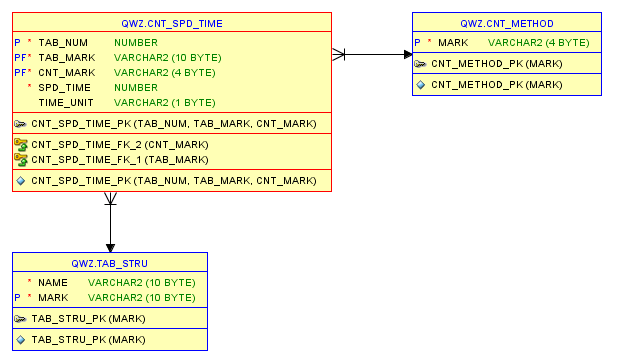 QWZ.CNT_SPD_TIME
P * TAB_NUM NUMBER
PF* TAB_MARK VARCHAR2 (10 BYTE)
PF* CNT_MARK VARCHAR2 (4 BYTE)
* SPD_TIME NUMBER
TIME_UNIT VARCHAR2 (1 BYTE)
CNT_SPD_TIME_PK (TAB_NUM, TAB_MARK, CNT_MARK)
CNT_SPD_TIME_FK_2 (CNT_MARK)
CNT_SPD_TIME_FK_1 (TAB_MARK)
CNT_SPD_TIME_PK (TAB_NUM, TAB_MARK, CNT_MARK)
QWZ.CNT_METHOD
P * MARK VARCHAR2 (4 BYTE)
CNT_METHOD_PK (MARK)
CNT_METHOD_PK (MARK)
QWZ.TAB_STRU
* NAME VARCHAR2 (10 BYTE)
P * MARK VARCHAR2 (10 BYTE)
TAB_STRU_PK (MARK)
TAB_STRU_PK (MARK)